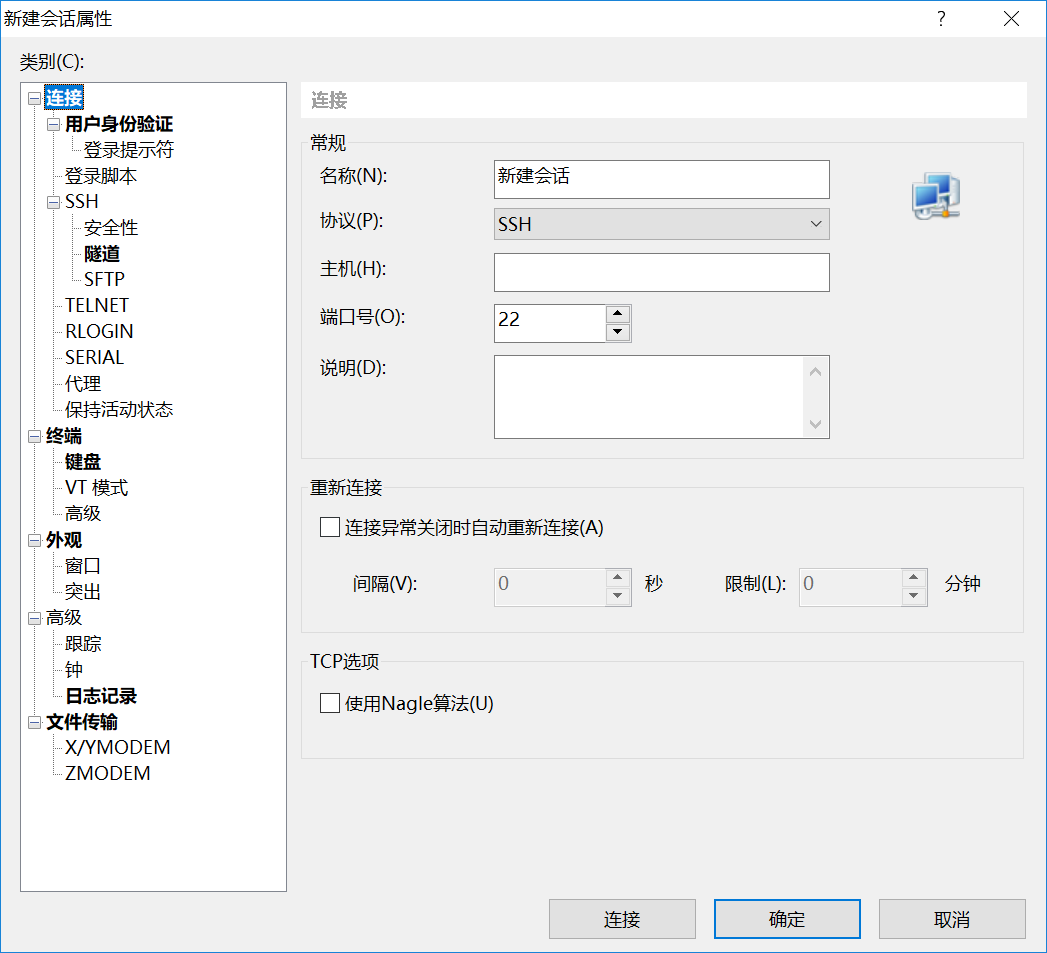 新建会话属性
?
类别(C):
连接
用户身份验证
登录提示符
登录脚本
SSH
安全性
隧道
SFTP
TELNET
RLOGIN
SERIAL
代理
保持活动状态
终端
键盘
VT 模式
高级
外观
窗口
突出
高级
跟踪
钟
日志记录
文件传输
X/YMODEM
ZMODEM
连接
常规
名称(N): 新建会话
协议(P): SSH
主机(H):
端口号(O): 22
说明(D):
重新连接
连接异常关闭时自动重新连接(A)
间隔(V): 0 秒 限制(L): 0 分钟
TCP选项
使用Nagle算法(U)
连接 确定 取消